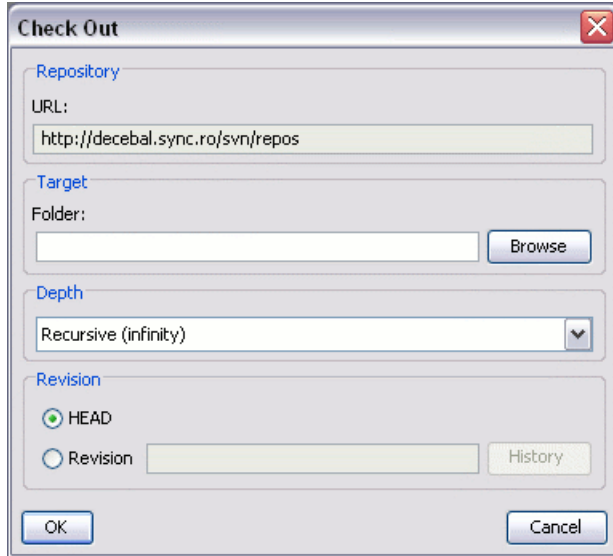 Check Out
Repository
URL:
http://decebal.sync.ro/svn/repos
Target
Folder:
Browse
Depth
Recursive (infinity)
Revision
HEAD
Revision History
OK Cancel